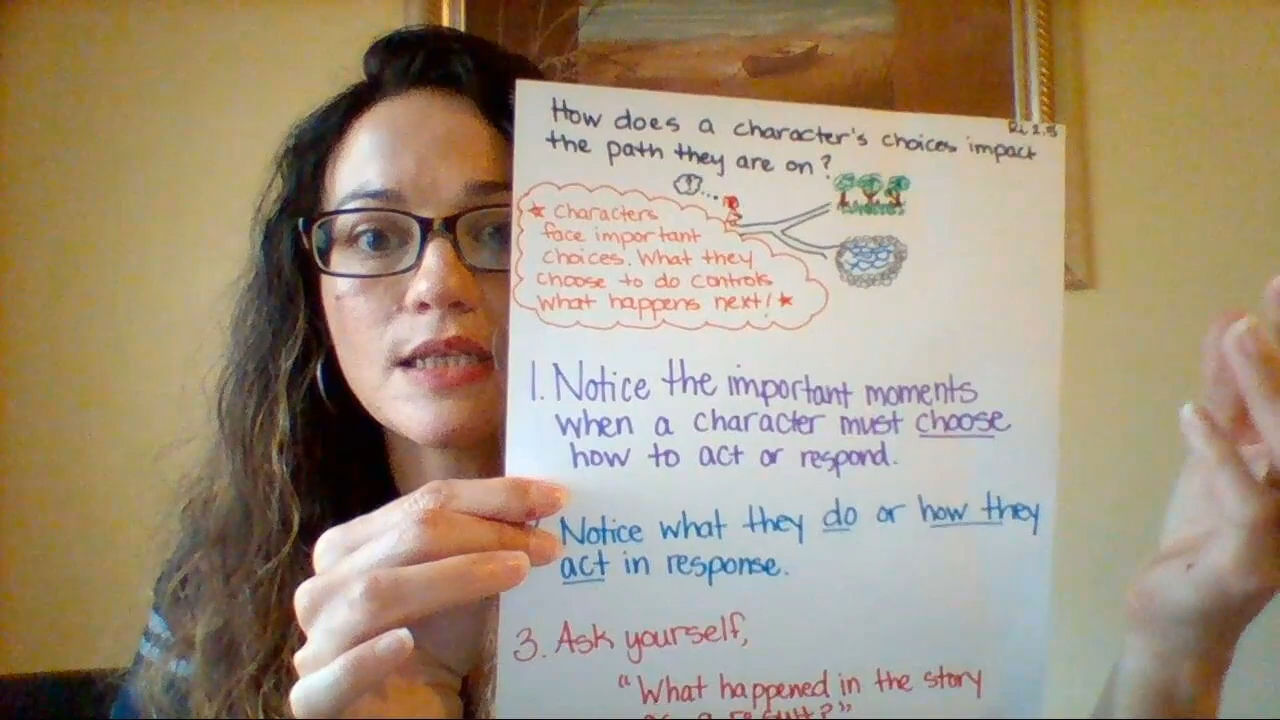 How does a character's choices impact
the path they are on?
RL 2.5
★ Characters
face important
choices. What they
choose to do controls
what happens next! ★
1. Notice the important moments
when a character must choose
how to act or respond.
Notice what they do or how they
act in response.
3. Ask yourself,
"What happened in the story
as a result?"